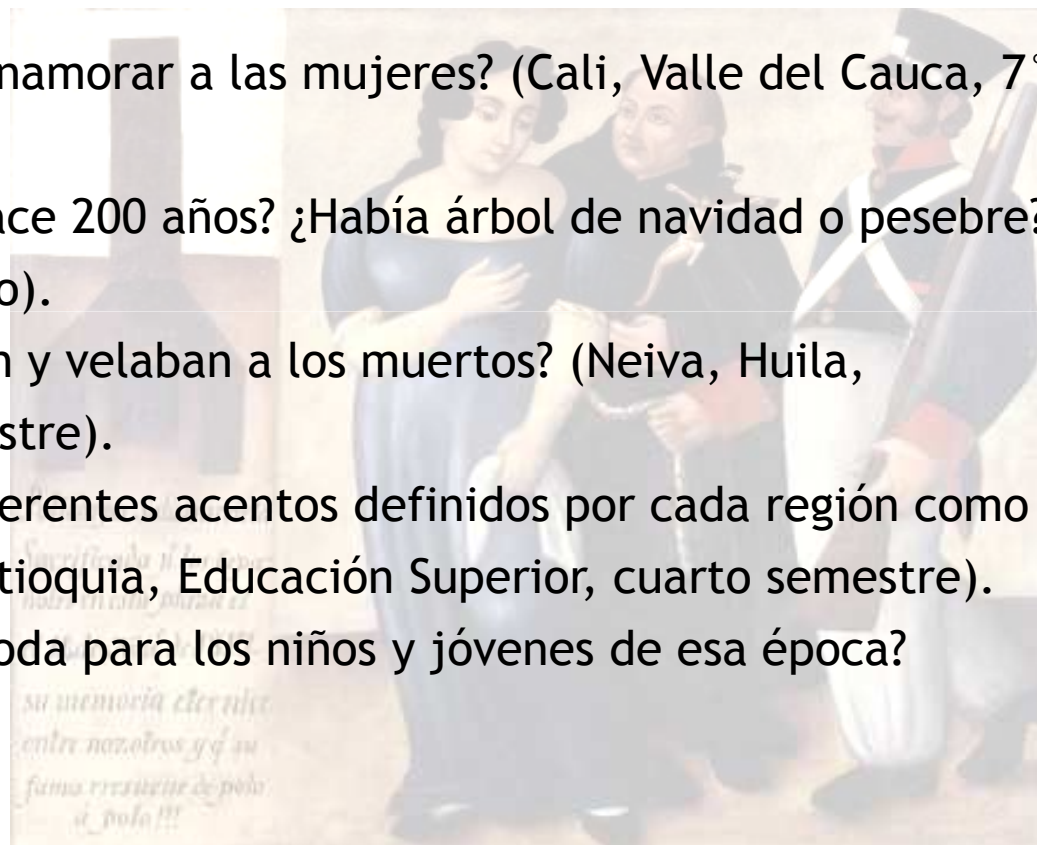 namorar a las mujeres? (Cali, Valle del Cauca, 7°
ace 200 años? ¿Había árbol de navidad o pesebre?
o).
n y velaban a los muertos? (Neiva, Huila,
stre).
erentes acentos definidos por cada región como
tioquia, Educación Superior, cuarto semestre).
oda para los niños y jóvenes de esa época?
su memoria eternice
entre nozotros y q su
fama resuene de polo
á polo!!!